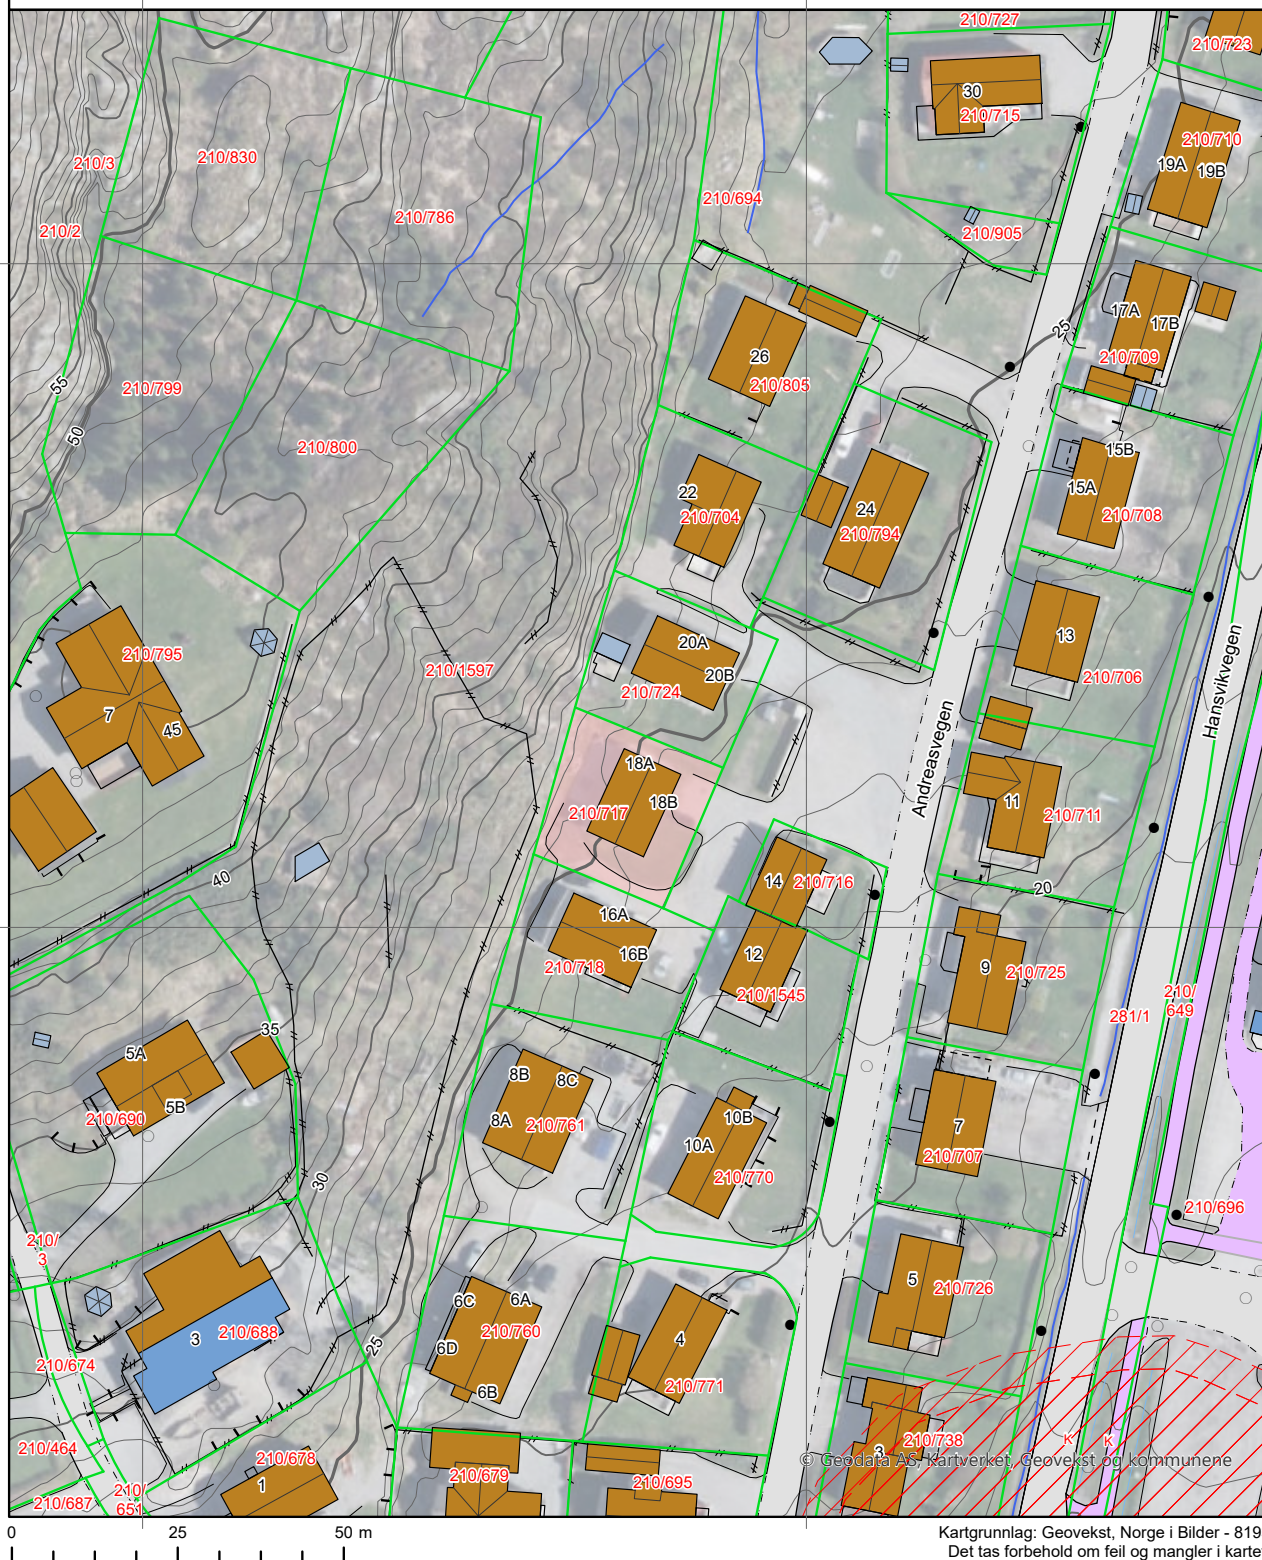 210/727
210/723
30
210/715
210/710
19A
19B
210/3
210/830
210/786
210/694
210/2
210/905
17A
17B
25
26
210/709
210/805
55
210/799
50
210/800
15B
22
15A
210/704
24
210/708
210/794
13
20A
210/795
210/1597
20B
210/706
210/724
Hansvikvegen
7
45
Andreasvegen
18A
18B
11
210/717
210/711
40
14
210/716
20
16A
16B
12
210/718
9
210/725
210/1545
210/
649
281/1
35
5A
8B
8C
5B
210/690
8A
210/761
10B
10A
7
210/707
210/770
30
210/696
210/
3
5
210/726
6C
6A
210/688
3
210/760
4
6D
25
210/674
210/771
6B
210/464
210/678
K
K
3
210/738
© Geodata AS, Kartverket, Geovekst og kommunene
210/679
210/695
1
210/
651
210/687
0
25
50 m
Kartgrunnlag: Geovekst, Norge i Bilder - 819
Det tas forbehold om feil og mangler i karte